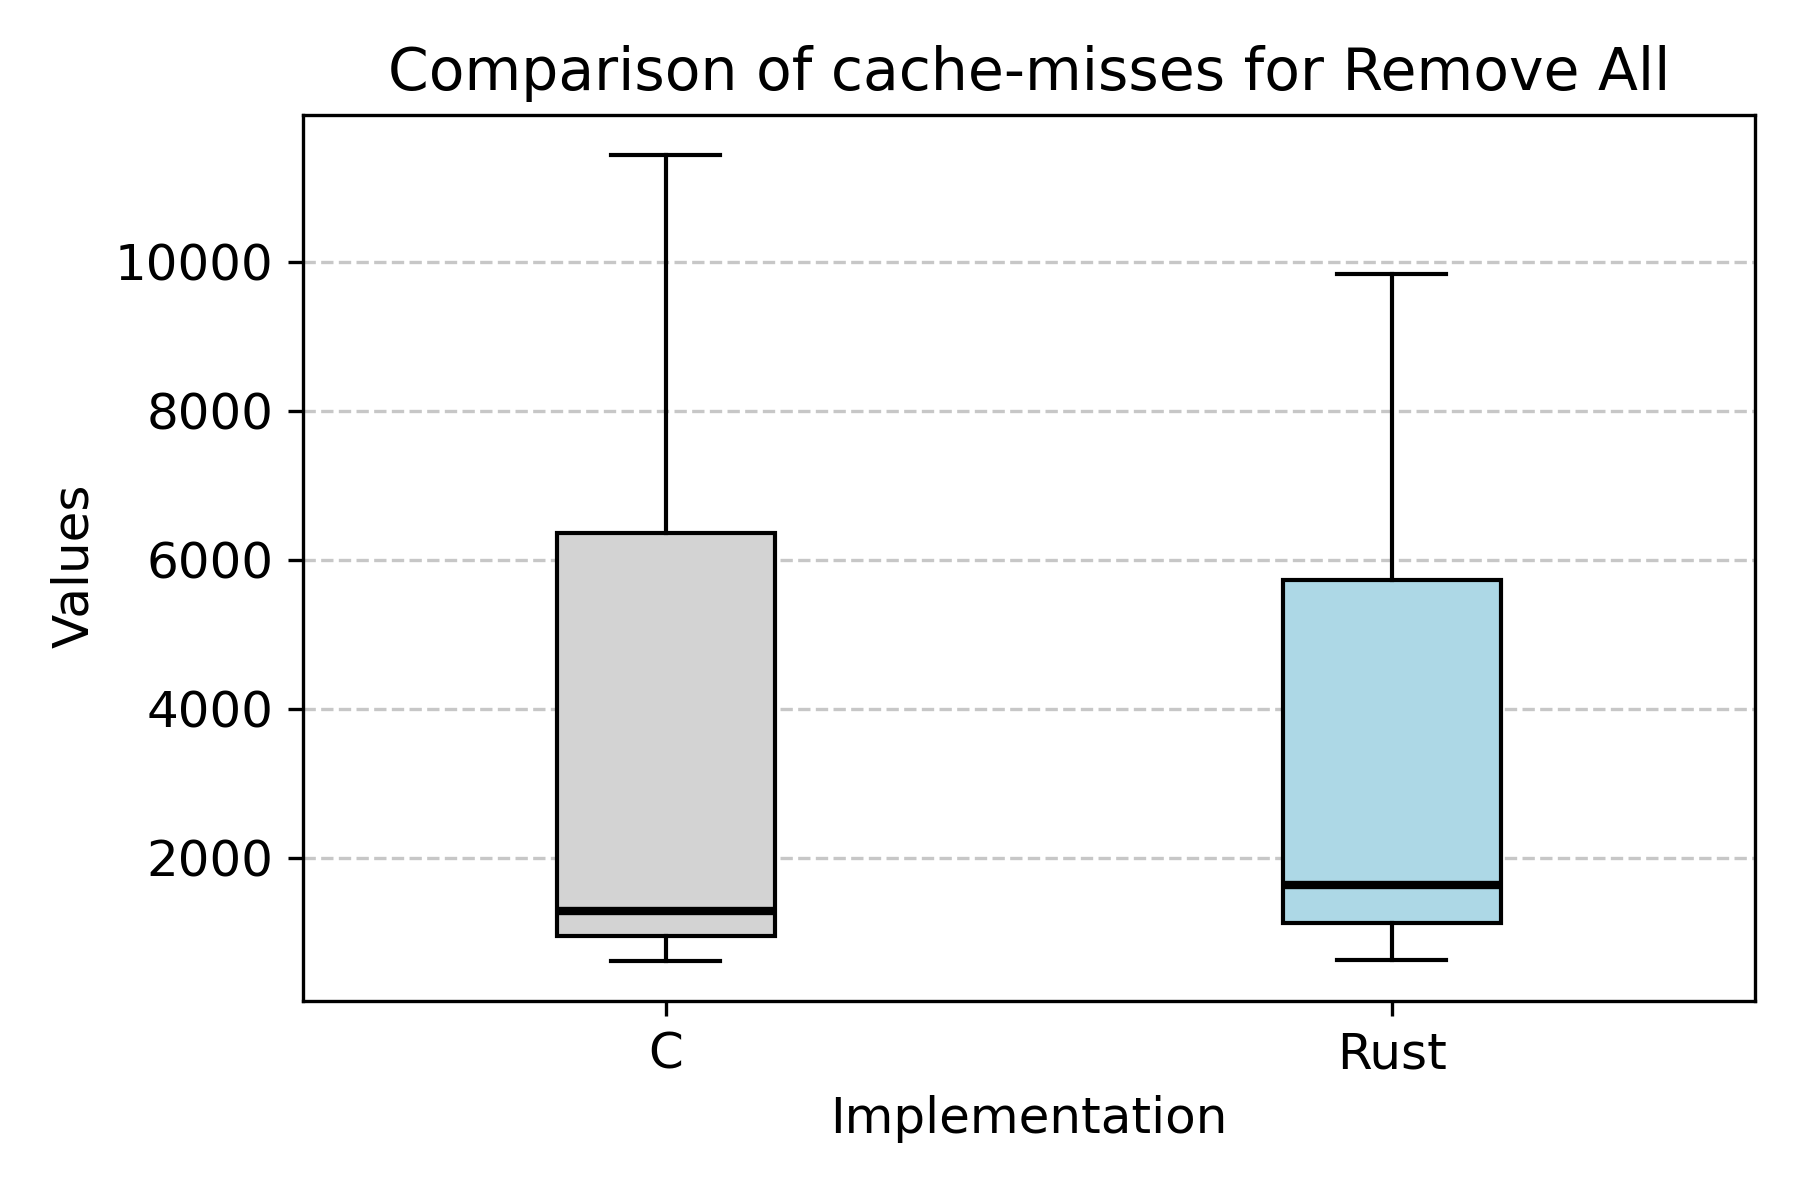 Comparison of cache-misses for Remove All
10000
8000
6000
4000
2000
Values
C
Rust
Implementation